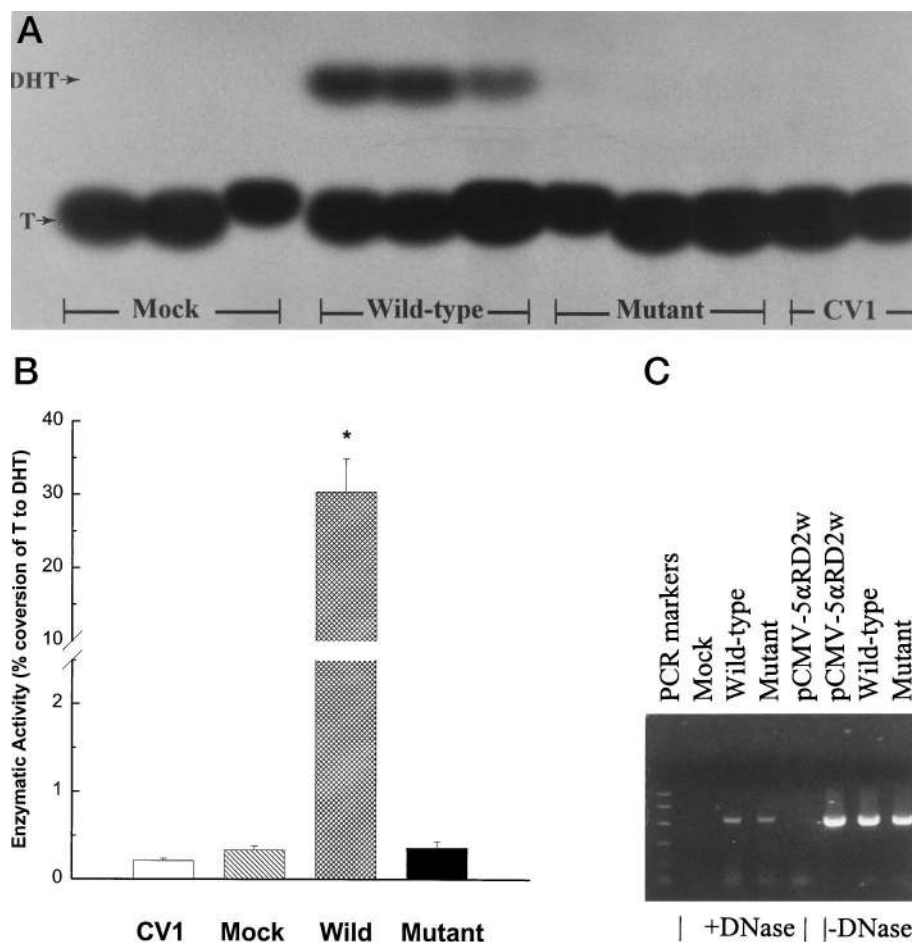 A
DHT→
T→
Mock
Wild-type
Mutant
CV1
B
Enzymatic Activity (% coversion of T to DHT)
40
30
20
10
2
1
0
*
CV1
Mock
Wild
Mutant
C
PCR markers
Mock
Wild-type
Mutant
pCMV-5αRD2w
pCMV-5αRD2w
Wild-type
Mutant
+DNase
-DNase